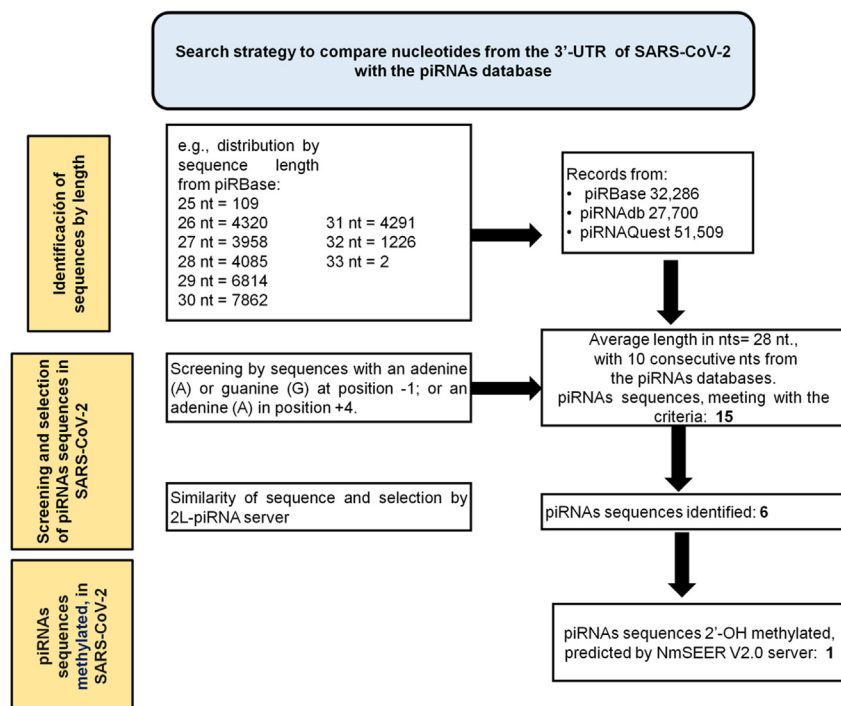 Search strategy to compare nucleotides from the 3'-UTR of SARS-CoV-2
with the piRNAs database
Identificación of
sequences by length
e.g., distribution by
sequence length
from piRBase:
25 nt = 109
26 nt = 4320 31 nt = 4291
27 nt = 3958 32 nt = 1226
28 nt = 4085 33 nt = 2
29 nt = 6814
30 nt = 7862
Records from:
• piRBase 32,286
• piRNAdb 27,700
• piRNAQuest 51,509
Screening and selection
of piRNAs sequences in
SARS-CoV-2
Screening by sequences with an adenine
(A) or guanine (G) at position -1; or an
adenine (A) in position +4.
Average length in nts= 28 nt.,
with 10 consecutive nts from
the piRNAs databases.
piRNAs sequences, meeting with the
criteria: 15
Similarity of sequence and selection by
2L-piRNA server
piRNAs sequences identified: 6
piRNAs
sequences
methylated, in
SARS-CoV-2
piRNAs sequences 2'-OH methylated,
predicted by NmSEER V2.0 server: 1